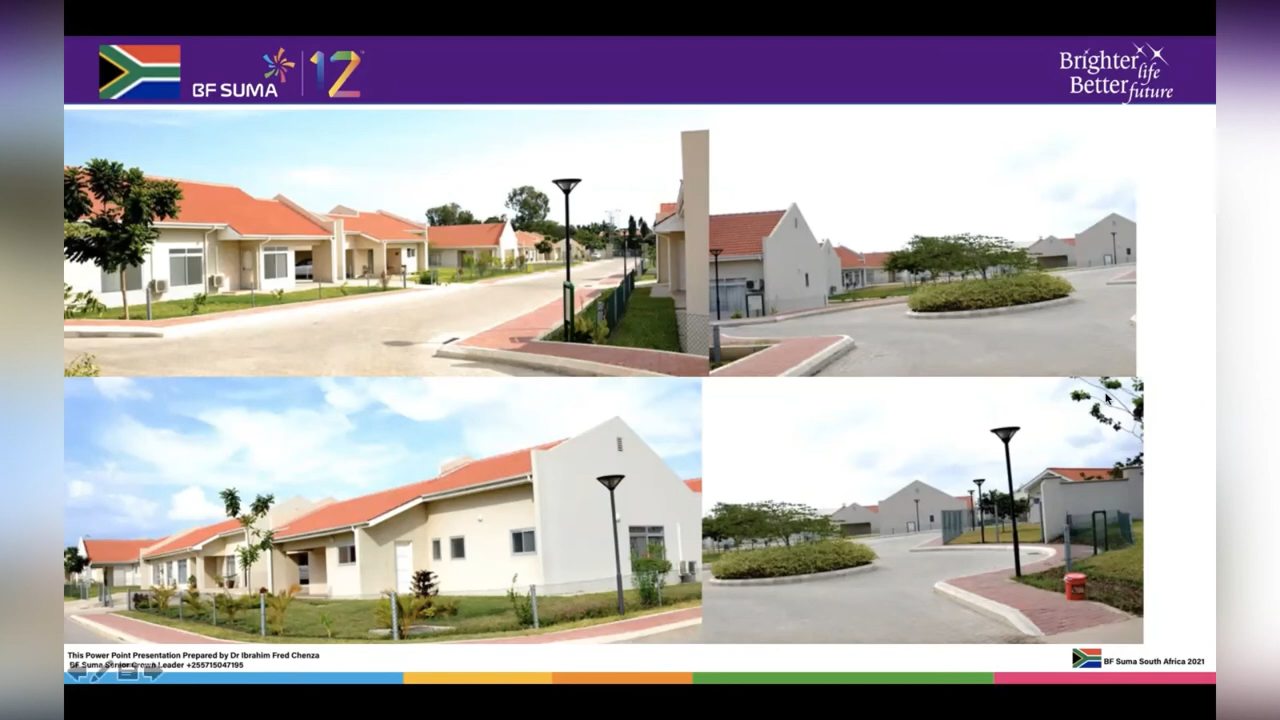 BF SUMA
12
Brighter life
Better future
This Power Point Presentation Prepared by Dr Ibrahim Fred Chenza
BF Suma Senior Crown Leader +255715047195
BF Suma South Africa 2021